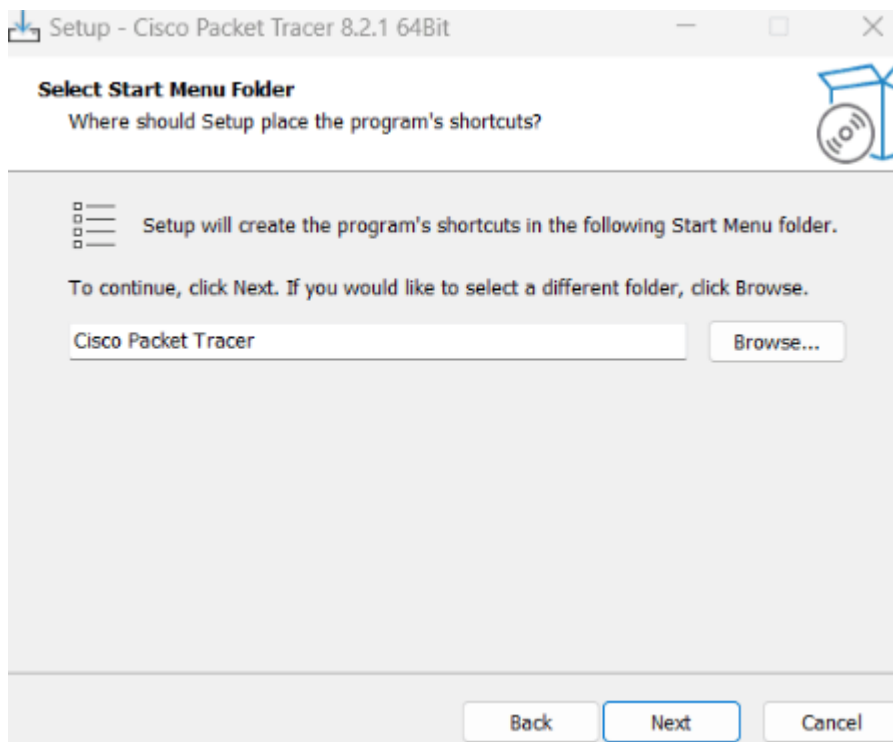 Setup - Cisco Packet Tracer 8.2.1 64Bit
Select Start Menu Folder
Where should Setup place the program's shortcuts?
Setup will create the program's shortcuts in the following Start Menu folder.
To continue, click Next. If you would like to select a different folder, click Browse.
Cisco Packet Tracer Browse...
Back Next Cancel